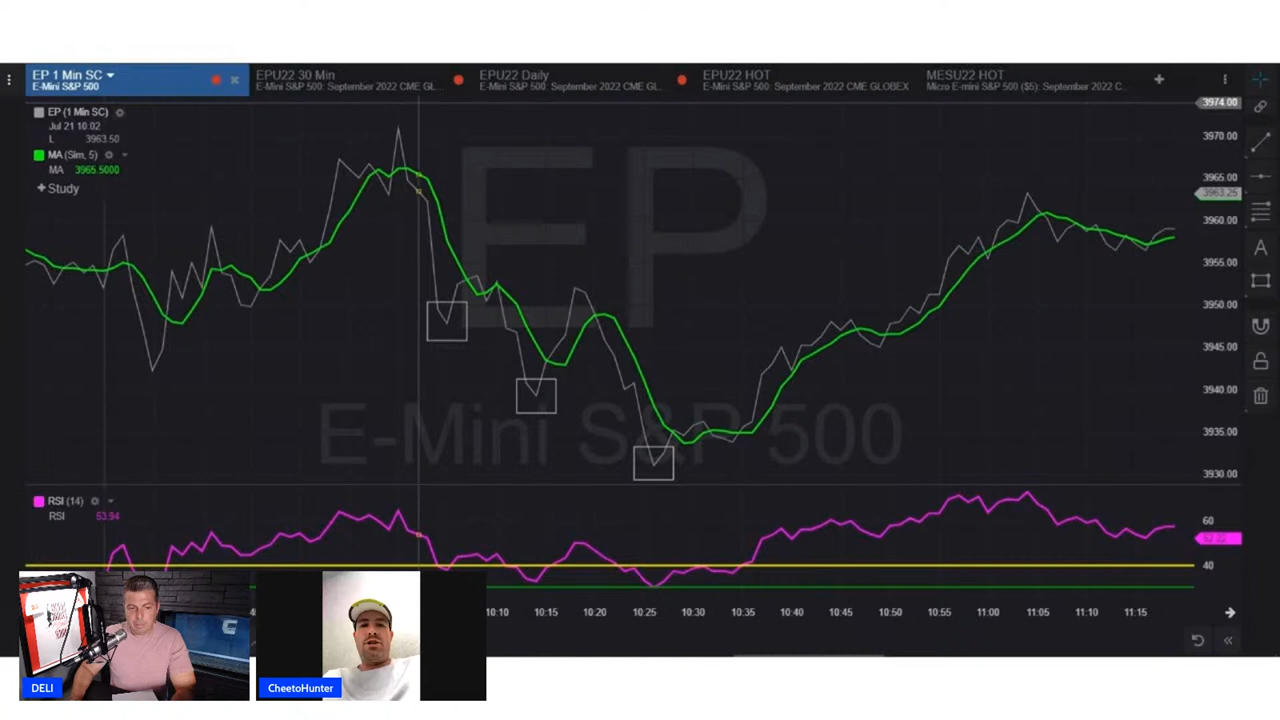 EP 1 Min SC
E-Mini S&P 500
EPU22 30 Min
E-Mini S&P 500: September 2022 CME GL...
EPU22 Daily
E-Mini S&P 500: September 2022 CME GL...
EPU22 HOT
E-Mini S&P 500: September 2022 CME GLOBEX
MESU22 HOT
Micro E-mini S&P 500 ($5): September 2022 C...
EP (1 Min SC)
Jul 21 10:02
L 3963.50
MA (Sim, 5)
MA 3965.5000
Study
EP
E-Mini S&P 500
3974.00
3970.00
3965.00
3963.25
3960.00
3955.00
3950.00
3945.00
3940.00
3935.00
3930.00
A
RSI (14)
RSI 53.94
60
40
10:10
10:15
10:20
10:25
10:30
10:35
10:40
10:45
10:50
10:55
11:00
11:05
11:10
11:15
DELI
CheetoHunter